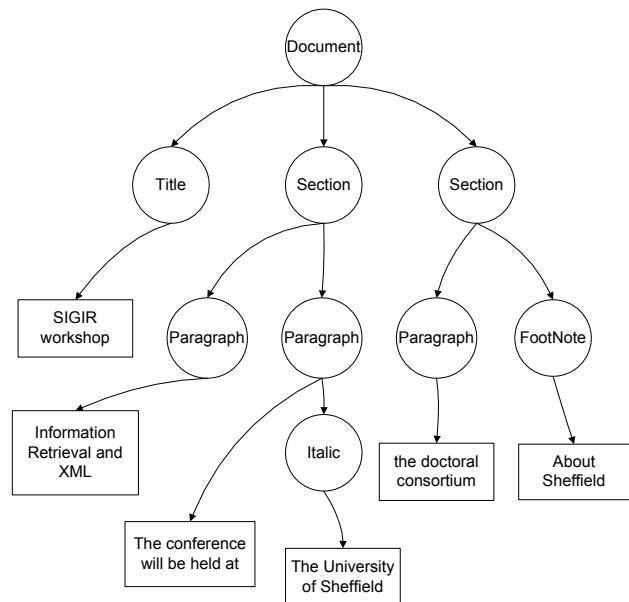 Document
Title
Section
Section
SIGIR
workshop
Paragraph
Paragraph
Paragraph
FootNote
Information
Retrieval and
XML
Italic
the doctoral
consortium
About
Sheffield
The conference
will be held at
The University
of Sheffield